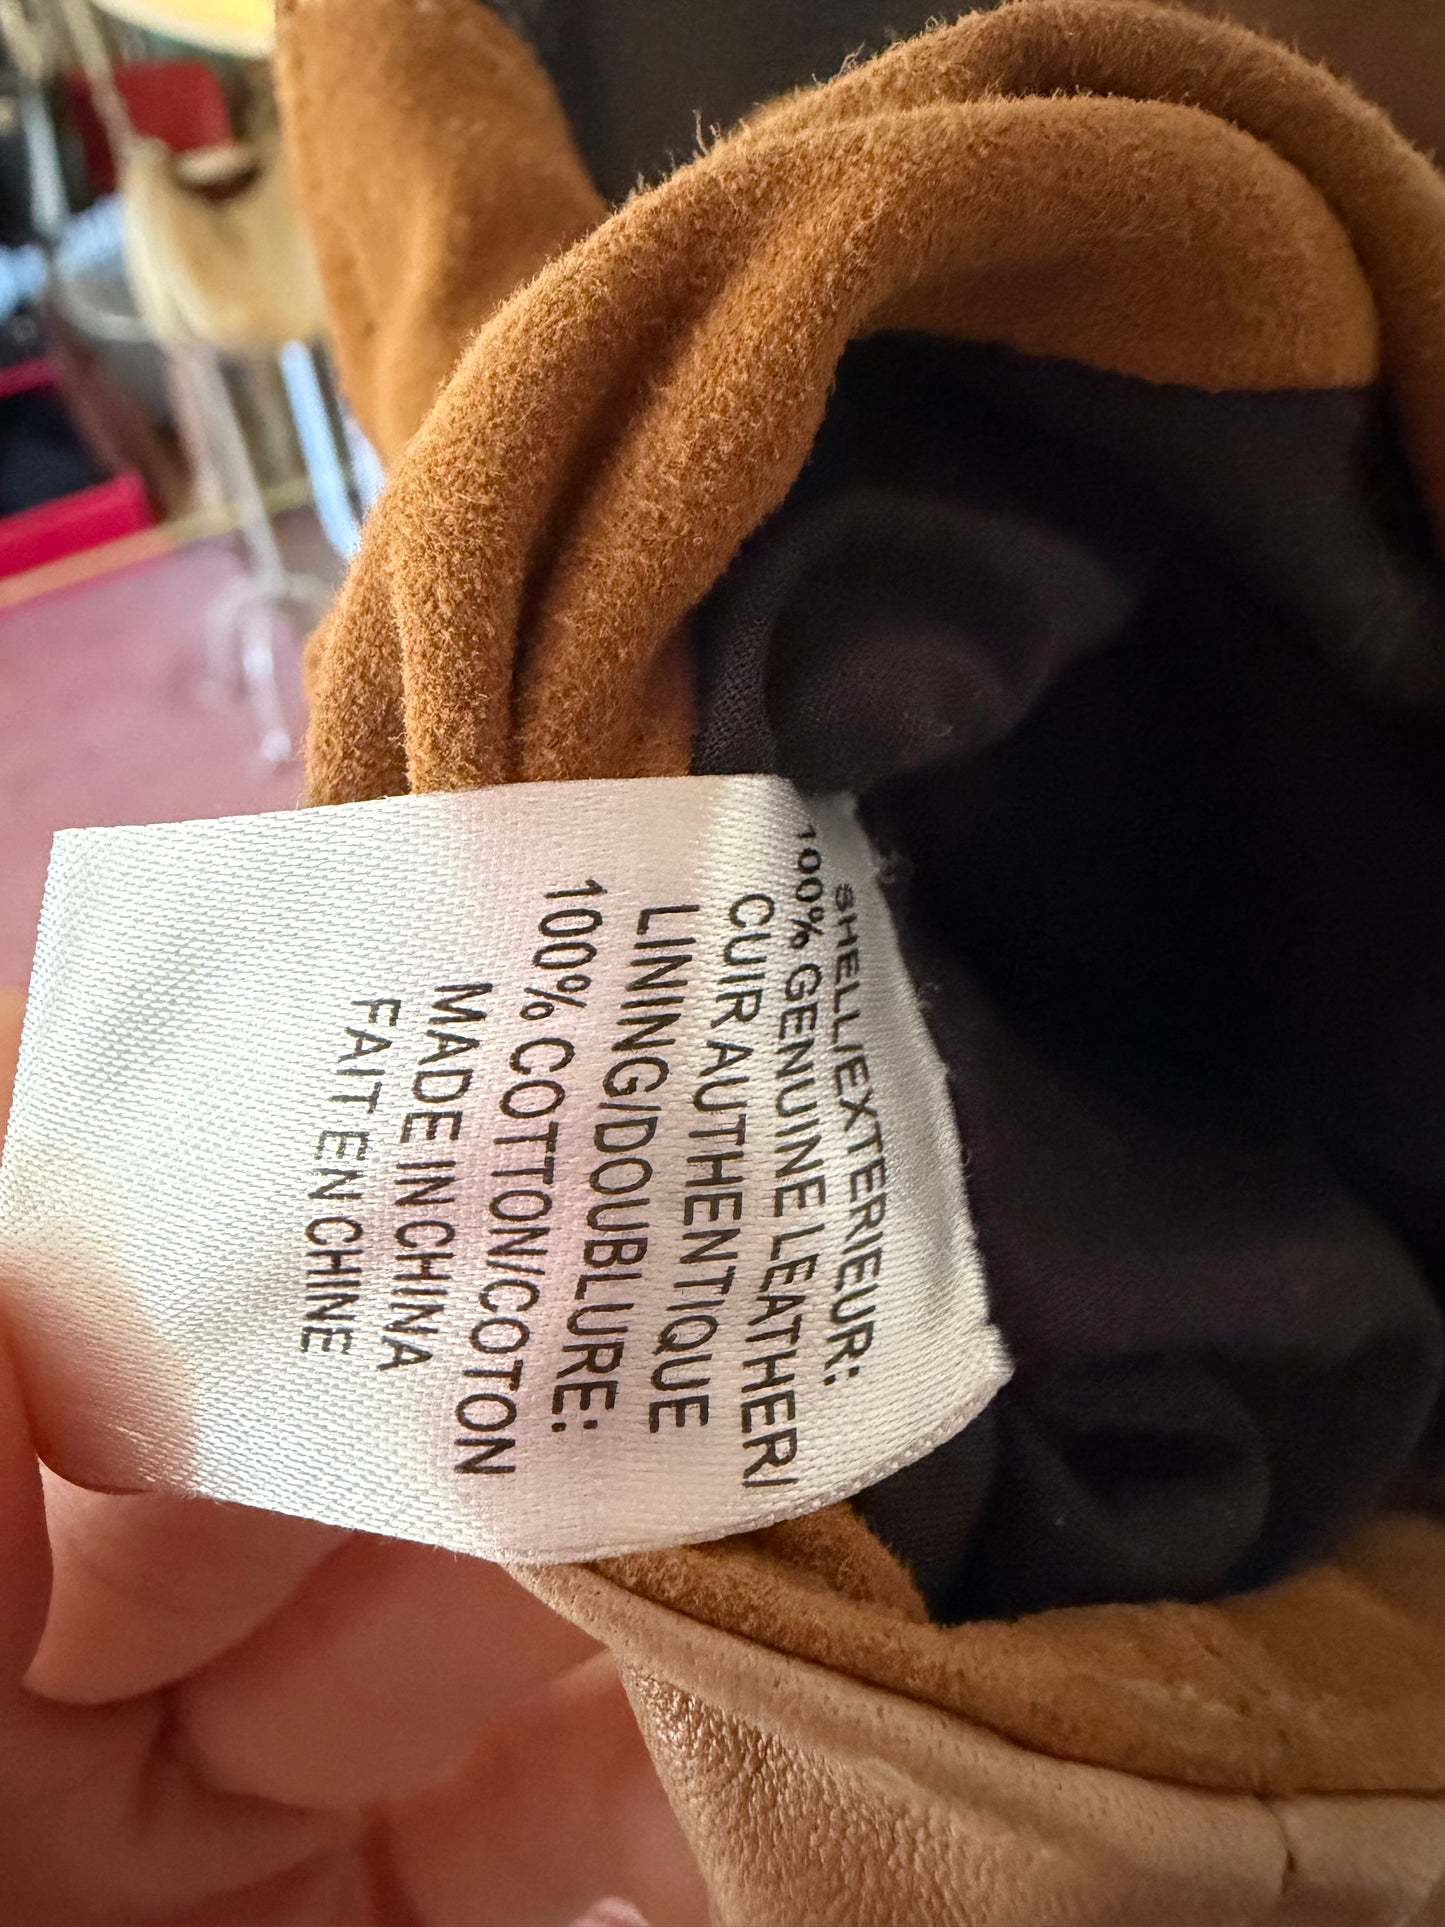 SHELL/EXTERIEUR:
100% GENUINE LEATHER/
CUIR AUTHENTIQUE
LINING/DOUBLURE:
100% COTTON/COTON
MADE IN CHINA
FAIT EN CHINE